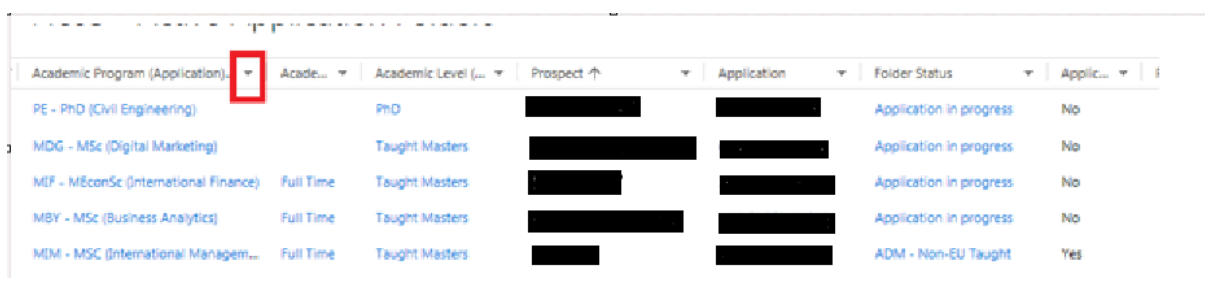 Academic Program (Application)... Acade... Academic Level (... Prospect ↑ Application Folder Status Applic...
PE - PhD (Civil Engineering) PhD Application in progress No
MDG - MSc (Digital Marketing) Taught Masters Application in progress No
MIF - MEconSc (International Finance) Full Time Taught Masters Application in progress No
MBY - MSc (Business Analytics) Full Time Taught Masters Application in progress No
MIM - MSC (International Managem... Full Time Taught Masters ADM - Non-EU Taught Yes